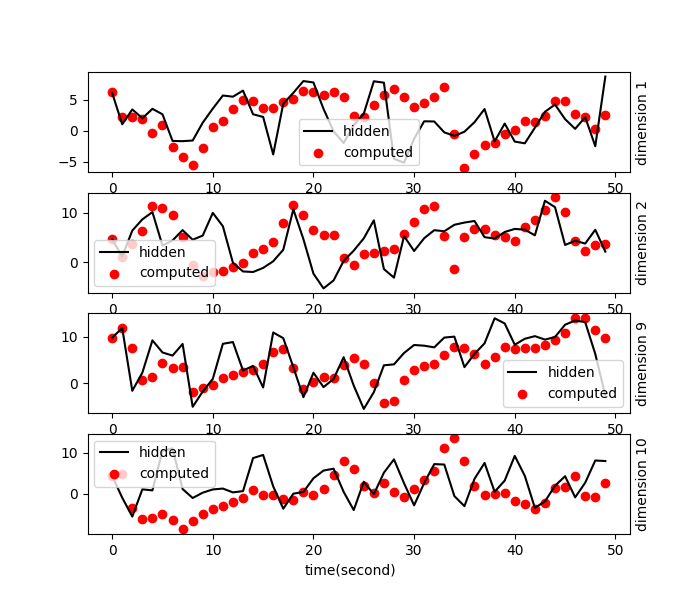 5
0
−5
0 10 20 30 40 50
hidden
computed
dimension 1
10
0
0 10 20 30 40 50
hidden
computed
dimension 2
10
0
0 10 20 30 40 50
hidden
computed
dimension 9
10
0
0 10 20 30 40 50
hidden
computed
dimension 10
time(second)